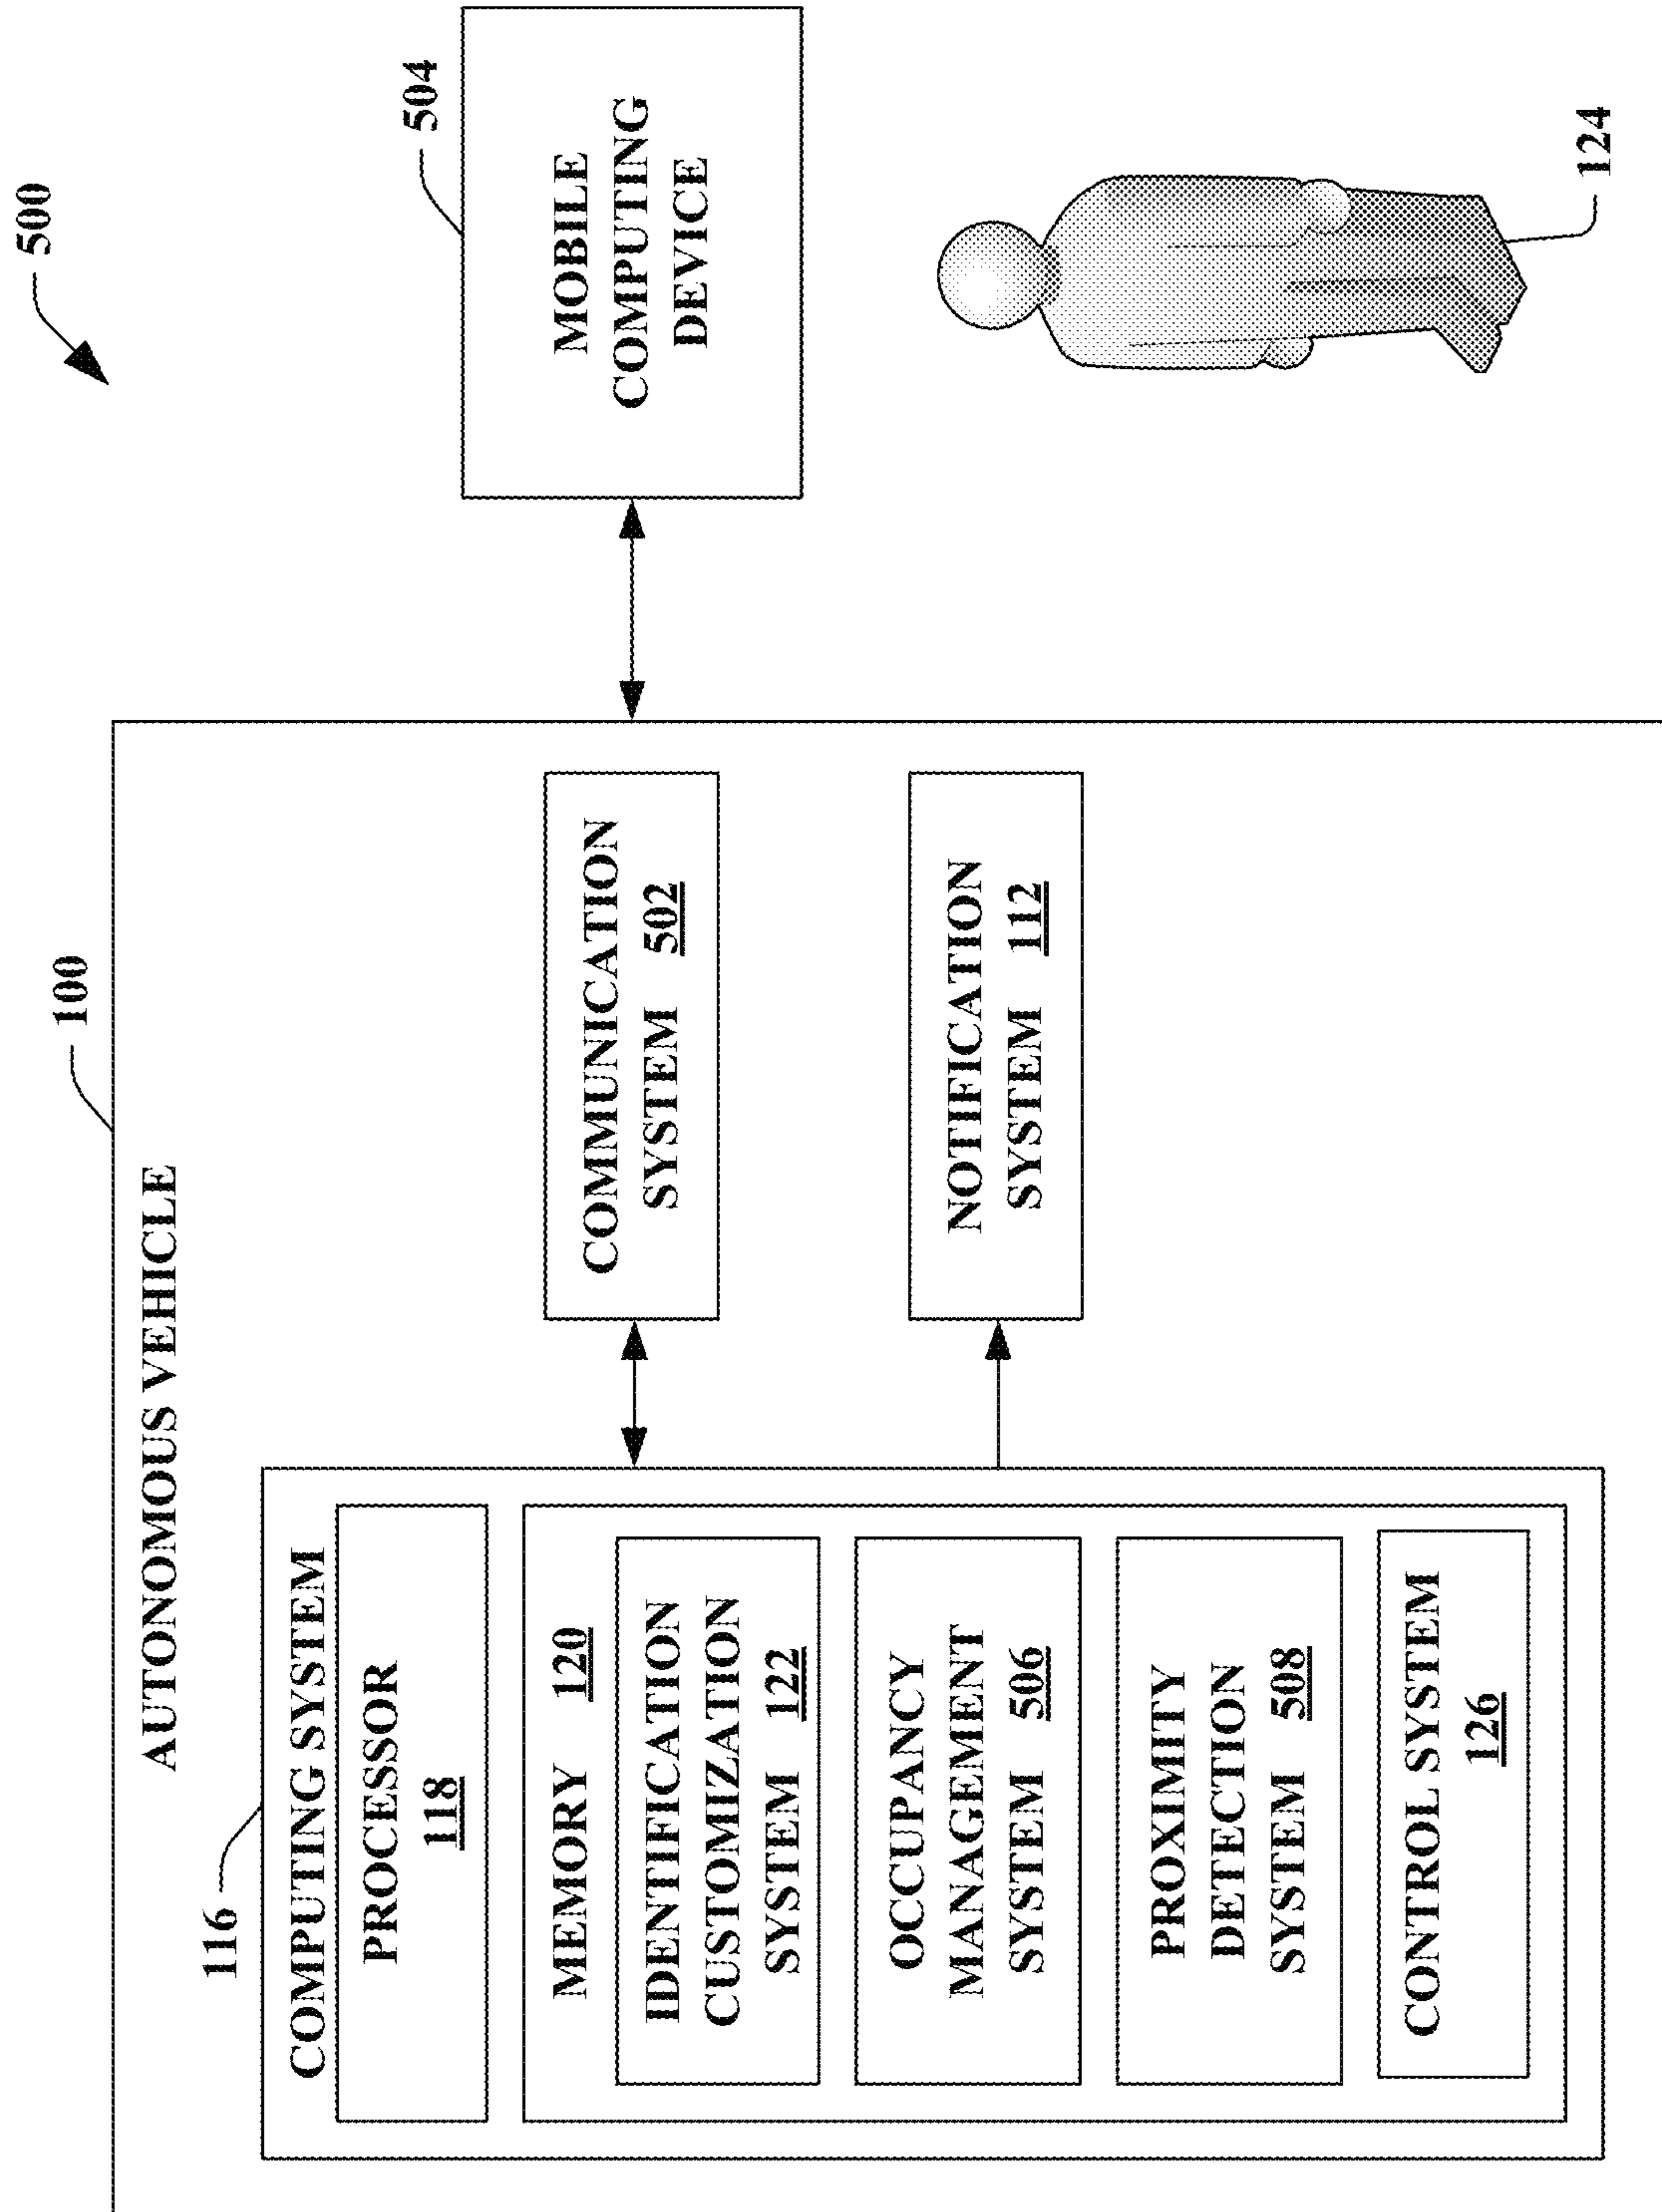 500
100
AUTONOMOUS VEHICLE
116
COMPUTING SYSTEM
PROCESSOR
118
MEMORY 120
IDENTIFICATION
CUSTOMIZATION
SYSTEM 122
OCCUPANCY
MANAGEMENT
SYSTEM 506
PROXIMITY
DETECTION
SYSTEM 508
CONTROL SYSTEM
126
COMMUNICATION
SYSTEM 502
NOTIFICATION
SYSTEM 112
504
MOBILE
COMPUTING
DEVICE
124